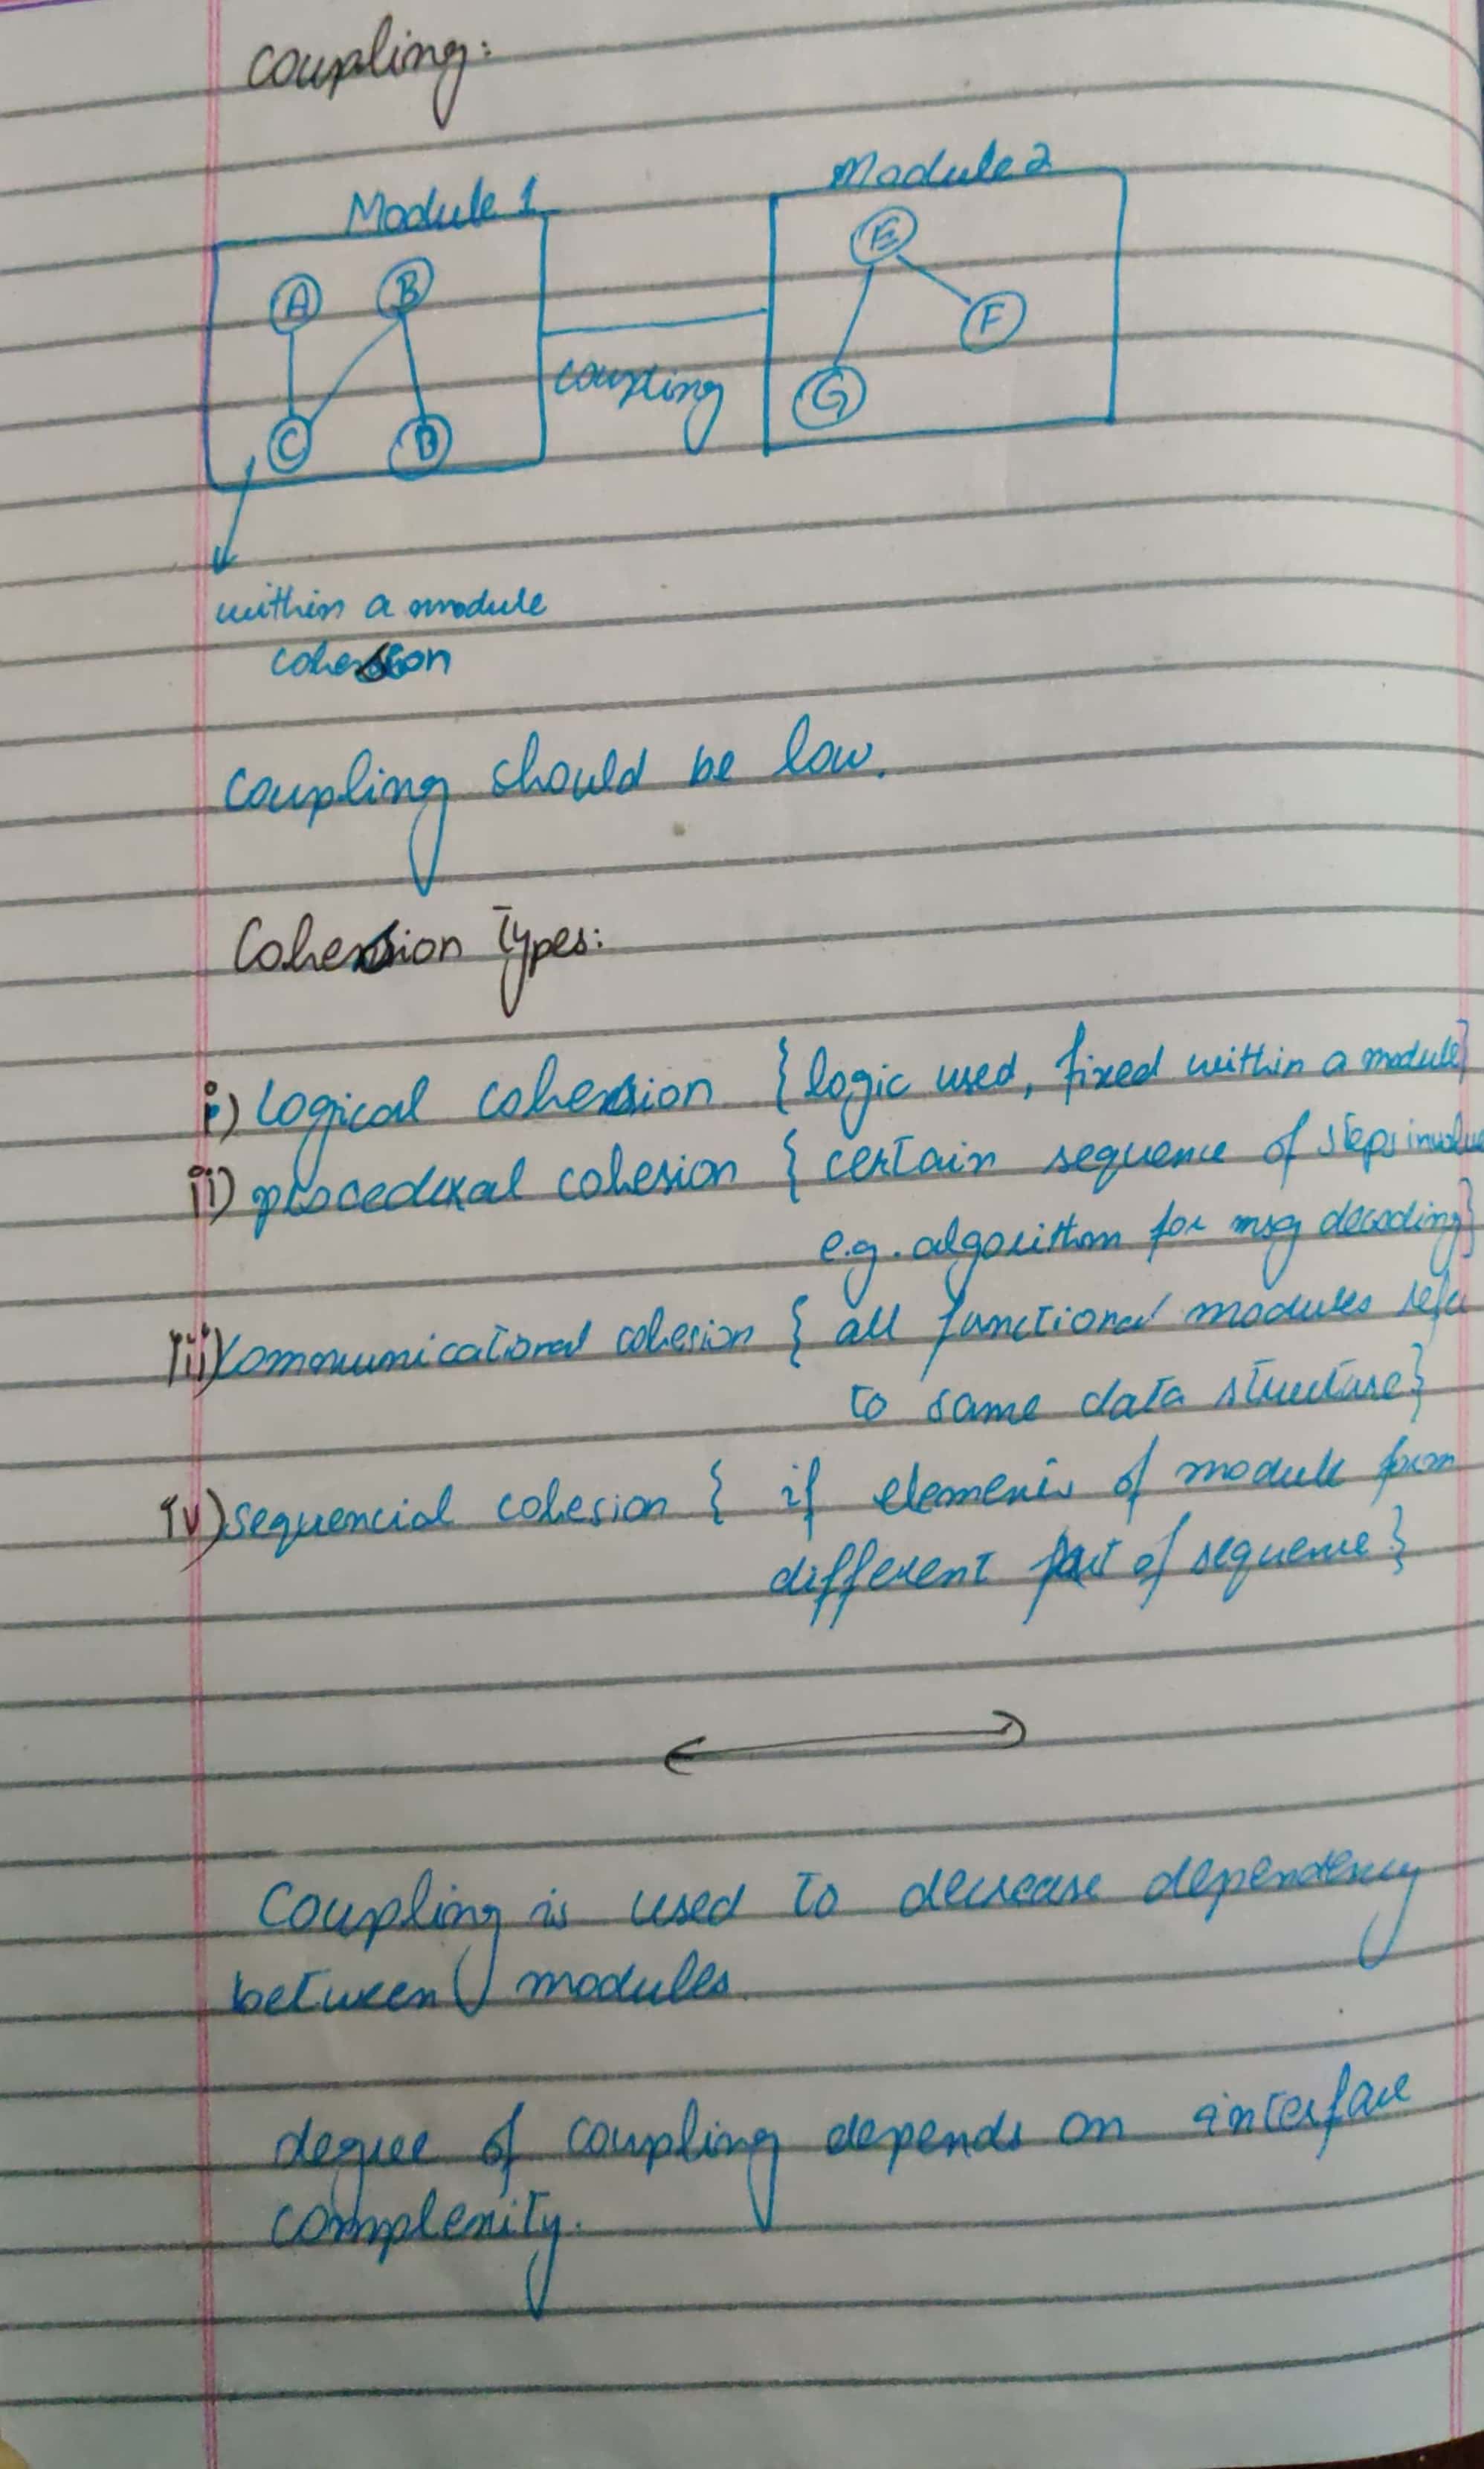 Coupling:
Module 1
Module 2
A B
E
F
coupling
G
C D
within a module
cohesion
Coupling should be low.
Cohesion Types:
i) Logical cohesion { logic used, fixed within a module}
ii) procedural cohesion { certain sequence of steps involve
e.g. algorithm for msg decoding}
iii) Communicational cohesion { all functional modules refe
to same data structure}
iv) sequencial cohesion { if elements of module form
different part of sequence}
Coupling is used to decrease dependency
between modules.
degree of coupling depends on interface
complexity.